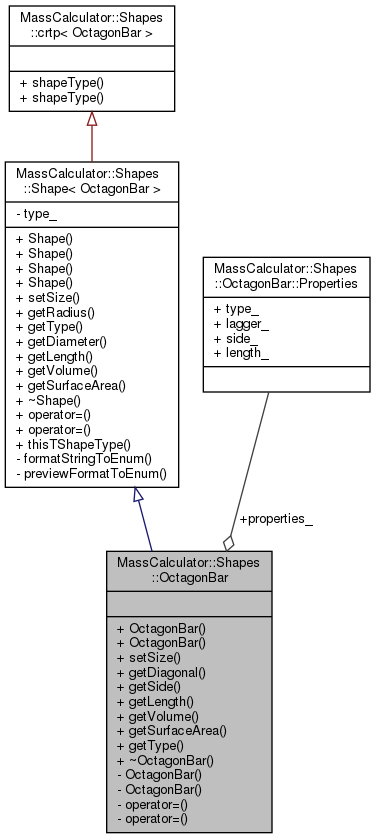 MassCalculator::Shapes
::crtp< OctagonBar >
+ shapeType()
+ shapeType()
MassCalculator::Shapes
::Shape< OctagonBar >
- type_
+ Shape()
+ Shape()
+ Shape()
+ Shape()
+ setSize()
+ getRadius()
+ getType()
+ getDiameter()
+ getLength()
+ getVolume()
+ getSurfaceArea()
+ ~Shape()
+ operator=()
+ operator=()
+ thisTShapeType()
- formatStringToEnum()
- previewFormatToEnum()
MassCalculator::Shapes
::OctagonBar::Properties
+ type_
+ lagger_
+ side_
+ length_
+properties_
MassCalculator::Shapes
::OctagonBar
+ OctagonBar()
+ OctagonBar()
+ setSize()
+ getDiagonal()
+ getSide()
+ getLength()
+ getVolume()
+ getSurfaceArea()
+ getType()
+ ~OctagonBar()
- OctagonBar()
- OctagonBar()
- operator=()
- operator=()